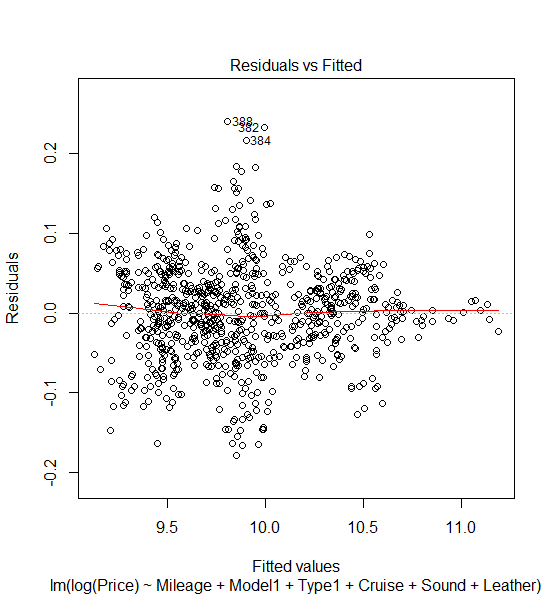 Residuals vs Fitted
Residuals
0.2
0.1
0.0
-0.1
-0.2
388
382
384
9.5 10.0 10.5 11.0
Fitted values
lm(log(Price) ~ Mileage + Model1 + Type1 + Cruise + Sound + Leather)